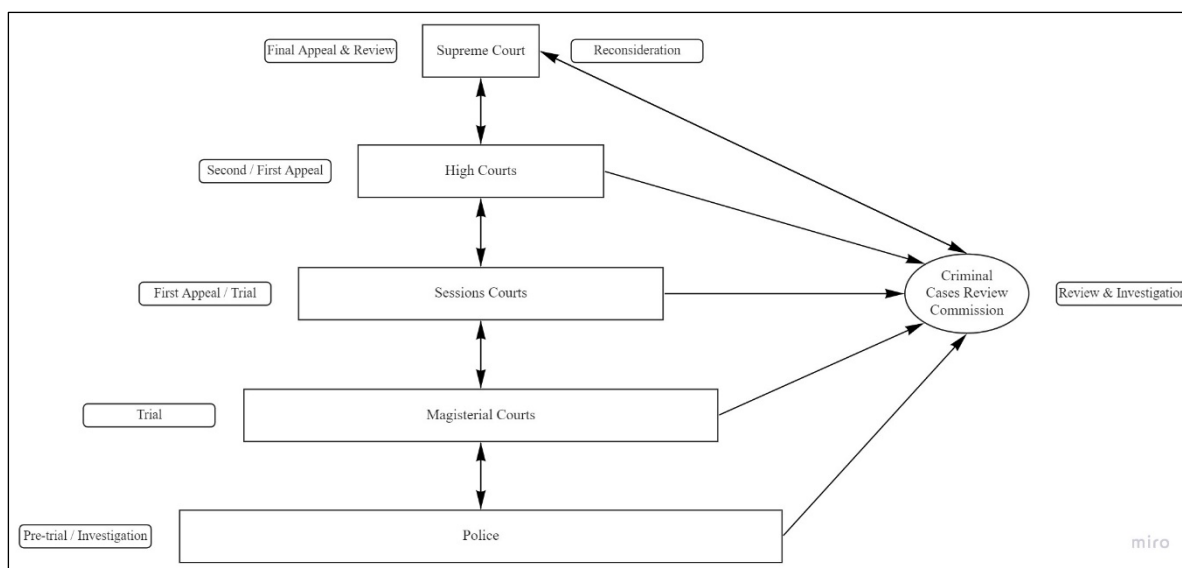 Final Appeal & Review
Supreme Court
Reconsideration
Second / First Appeal
High Courts
First Appeal / Trial
Sessions Courts
Criminal
Cases Review
Commission
Review & Investigation
Trial
Magisterial Courts
Pre-trial / Investigation
Police
miro